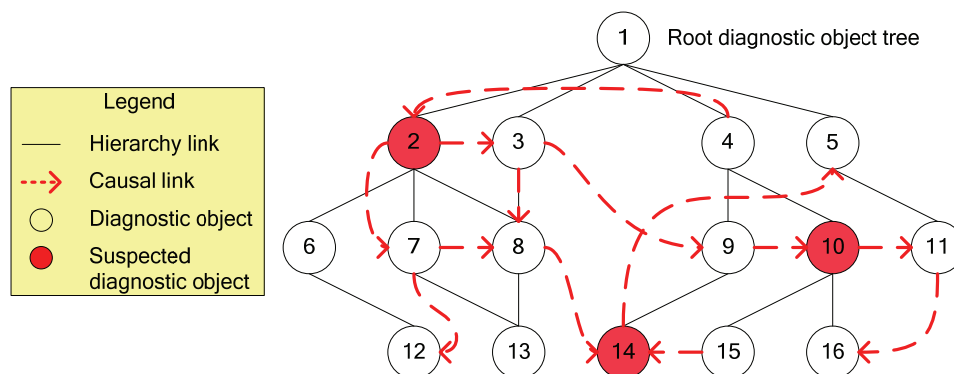 1 Root diagnostic object tree
Legend
Hierarchy link
Causal link
Diagnostic object
Suspected
diagnostic object
2 3 4 5
6 7 8 9 10 11
12 13 14 15 16